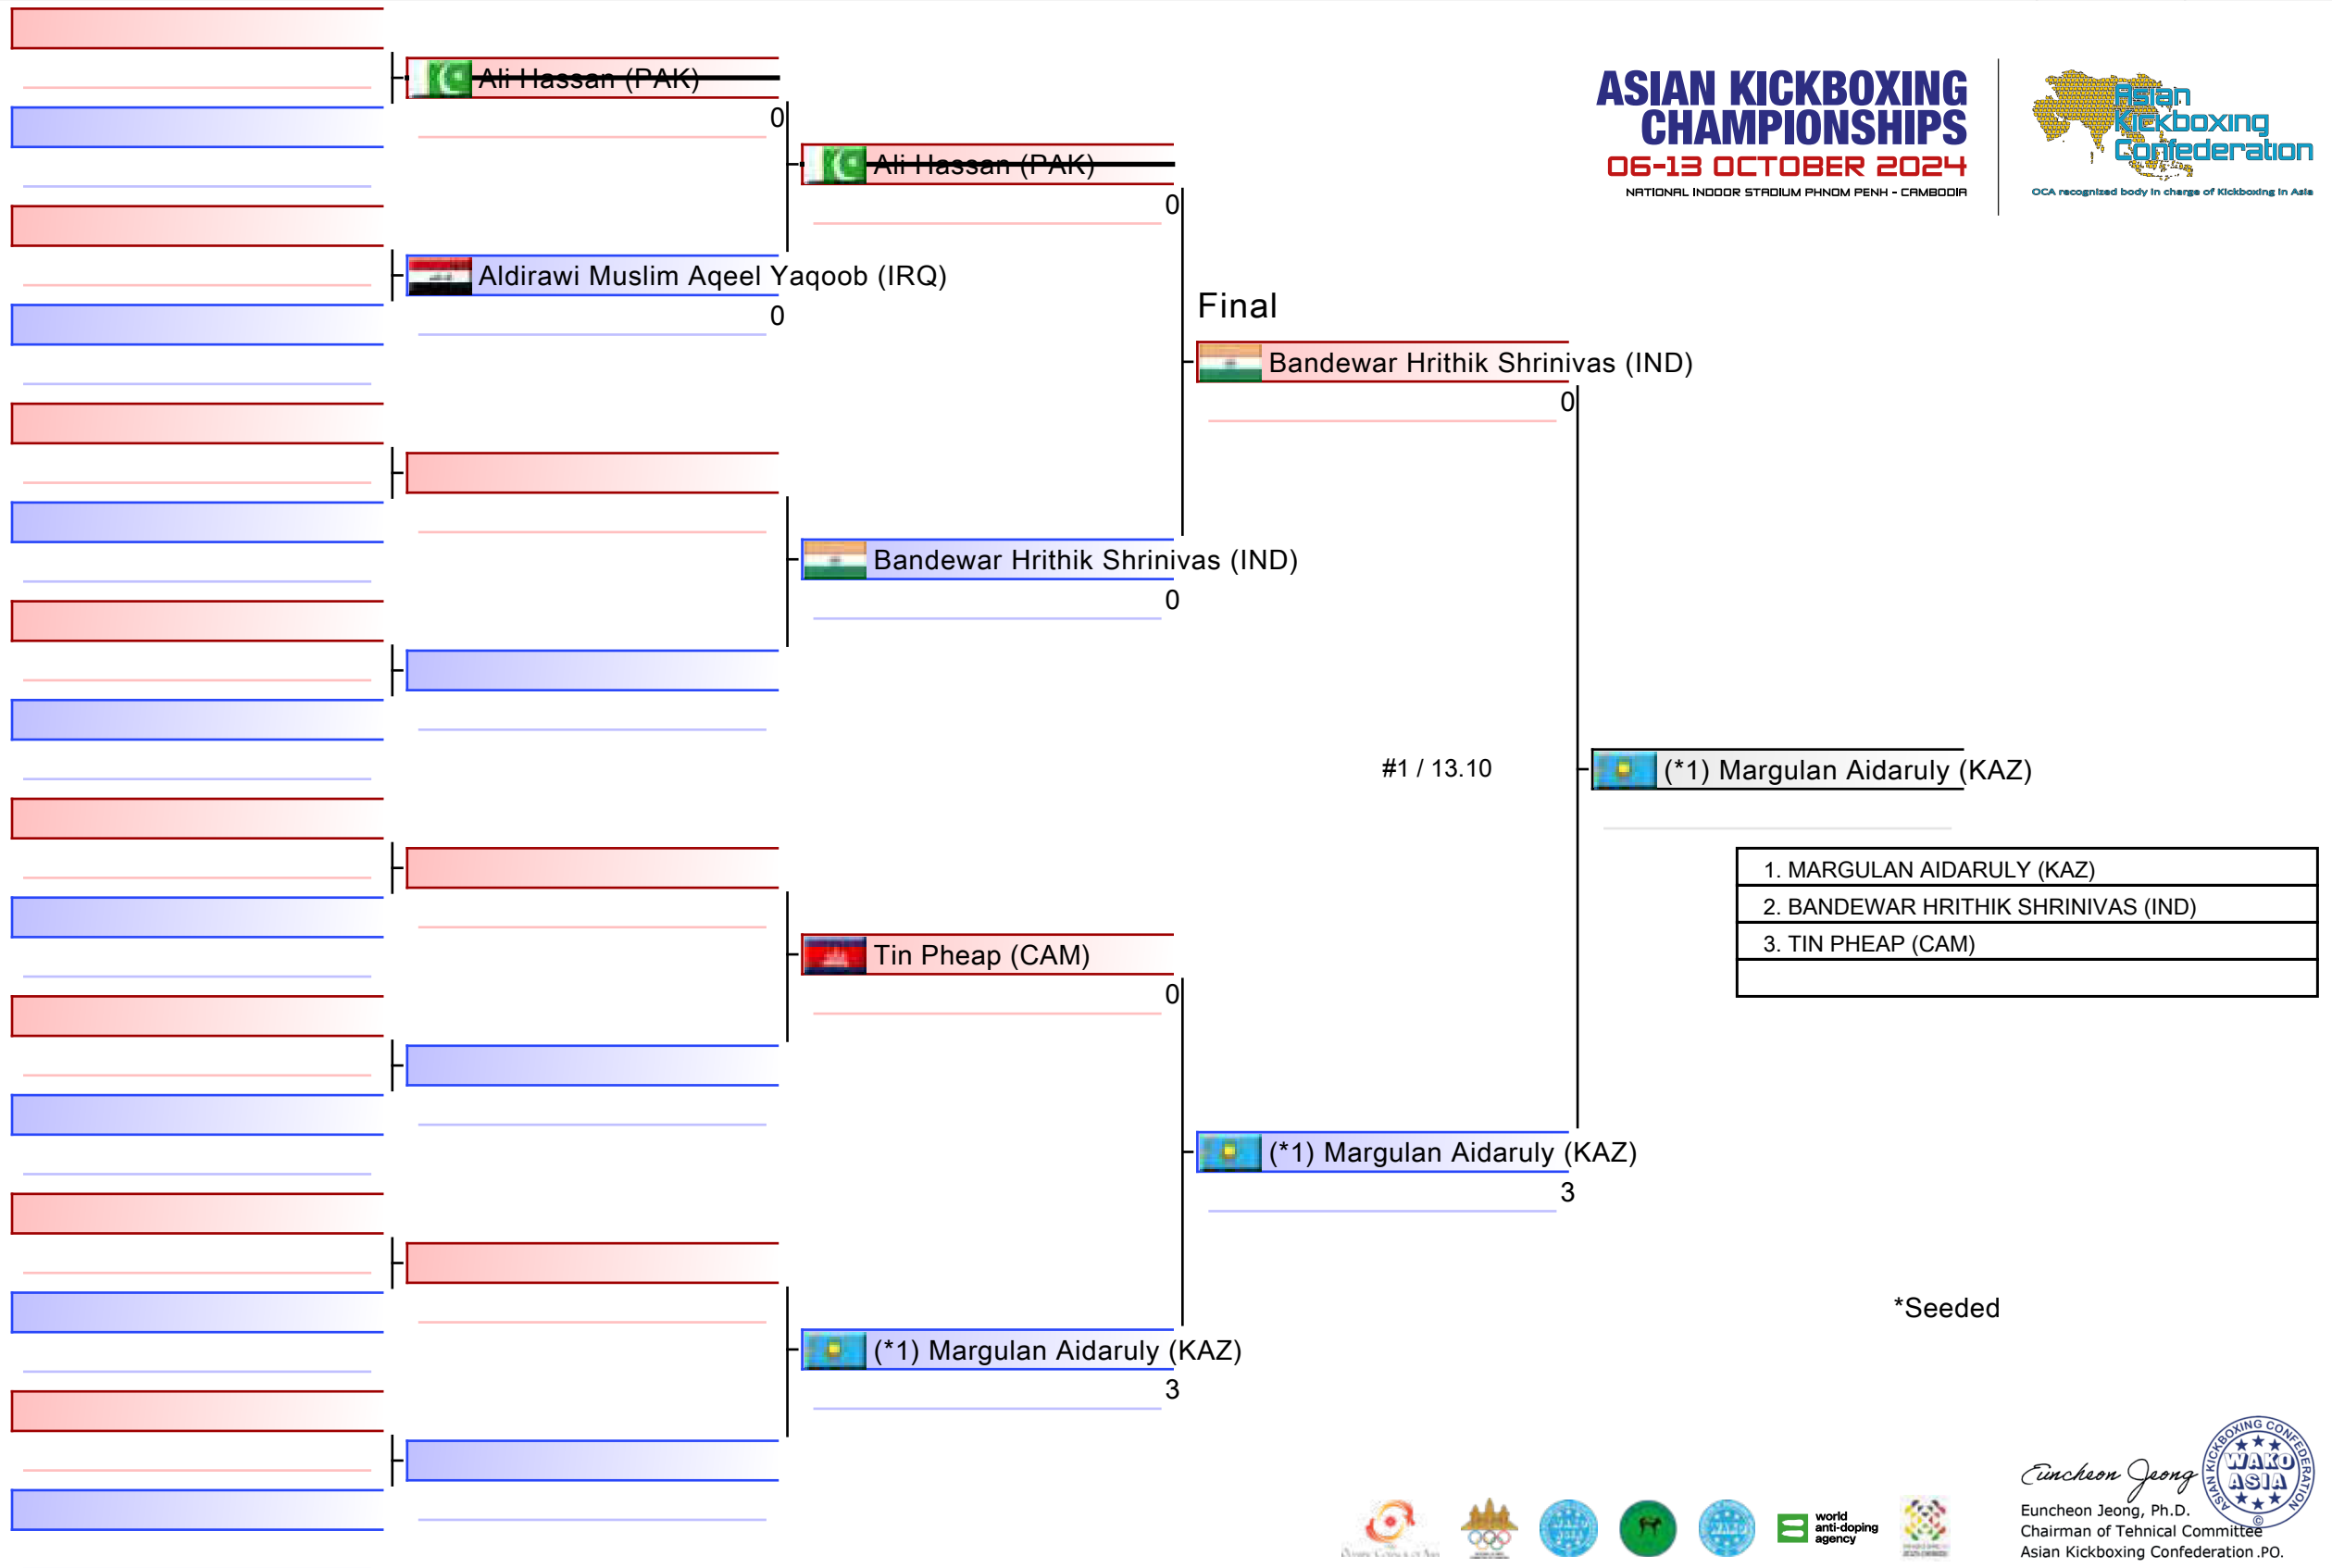 ASIAN KICKBOXING
CHAMPIONSHIPS
06-13 OCTOBER 2024
NATIONAL INDOOR STADIUM PHNOM PENH - CAMBODIA
Asian
Kickboxing
Confederation
OCA recognized body in charge of Kickboxing in Asia
Ali Hassan (PAK)
0
Ali Hassan (PAK)
0
Aldirawi Muslim Aqeel Yaqoob (IRQ)
0
Final
Bandewar Hrithik Shrinivas (IND)
0
Bandewar Hrithik Shrinivas (IND)
0
#1 / 13.10
(*1) Margulan Aidaruly (KAZ)
1. MARGULAN AIDARULY (KAZ)
2. BANDEWAR HRITHIK SHRINIVAS (IND)
3. TIN PHEAP (CAM)
Tin Pheap (CAM)
0
(*1) Margulan Aidaruly (KAZ)
3
*Seeded
(*1) Margulan Aidaruly (KAZ)
3
Euncheon Jeong
ASIAN KICKBOXING CONFEDERATION
WAKO
ASIA
©
world
anti-doping
agency
Euncheon Jeong, Ph.D.
Chairman of Tehnical Committee
Asian Kickboxing Confederation .PO.